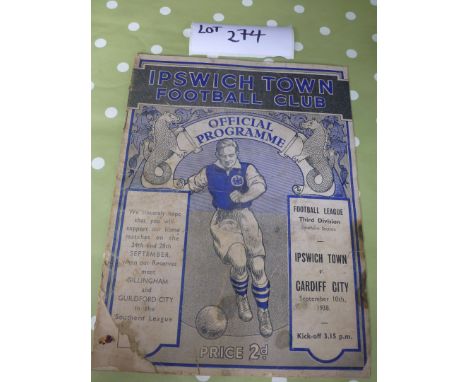 LOT 274
IPSWICH TOWN
FOOTBALL CLUB
OFFICIAL
PROGRAMME
We sincerely hope
that you will
support our home
matches on the
24th and 28th
SEPTEMBER,
when our Reserves
meet
GILLINGHAM
and
GUILDFORD CITY
in the
Southern League
FOOTBALL LEAGUE
Third Division
Southern Section
IPSWICH TOWN
v.
CARDIFF CITY
September 10th,
1938.
Kick-off 3.15 p.m.
PRICE 2d